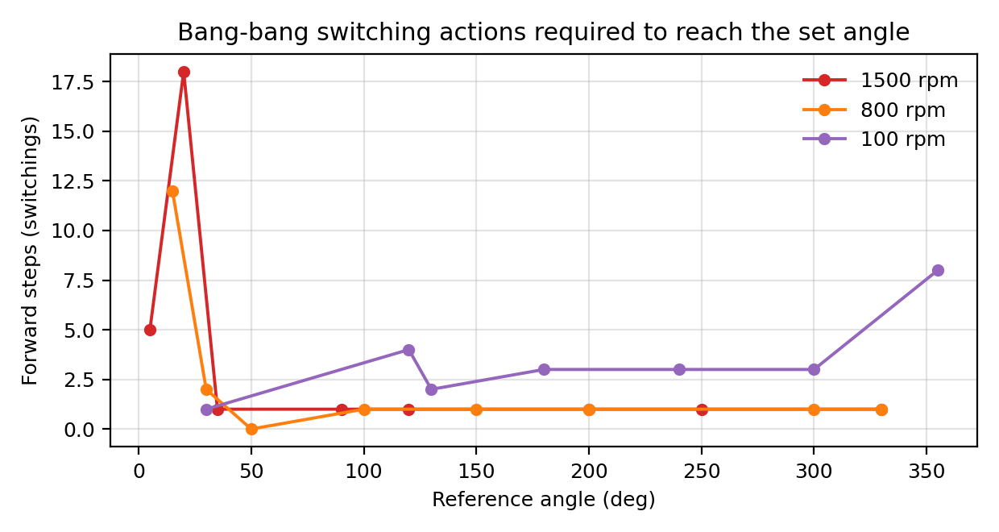 Bang-bang switching actions required to reach the set angle
17.5
15.0
12.5
10.0
7.5
5.0
2.5
0.0
Forward steps (switchings)
1500 rpm
800 rpm
100 rpm
0 50 100 150 200 250 300 350
Reference angle (deg)